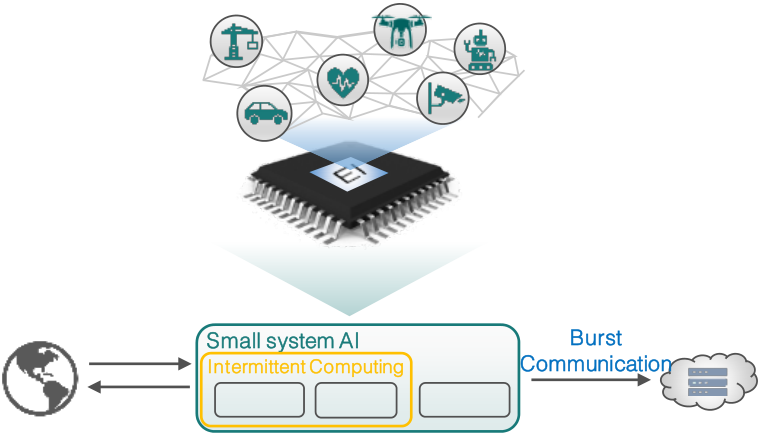 EI
Small system AI
Intermittent Computing
Burst
Communication